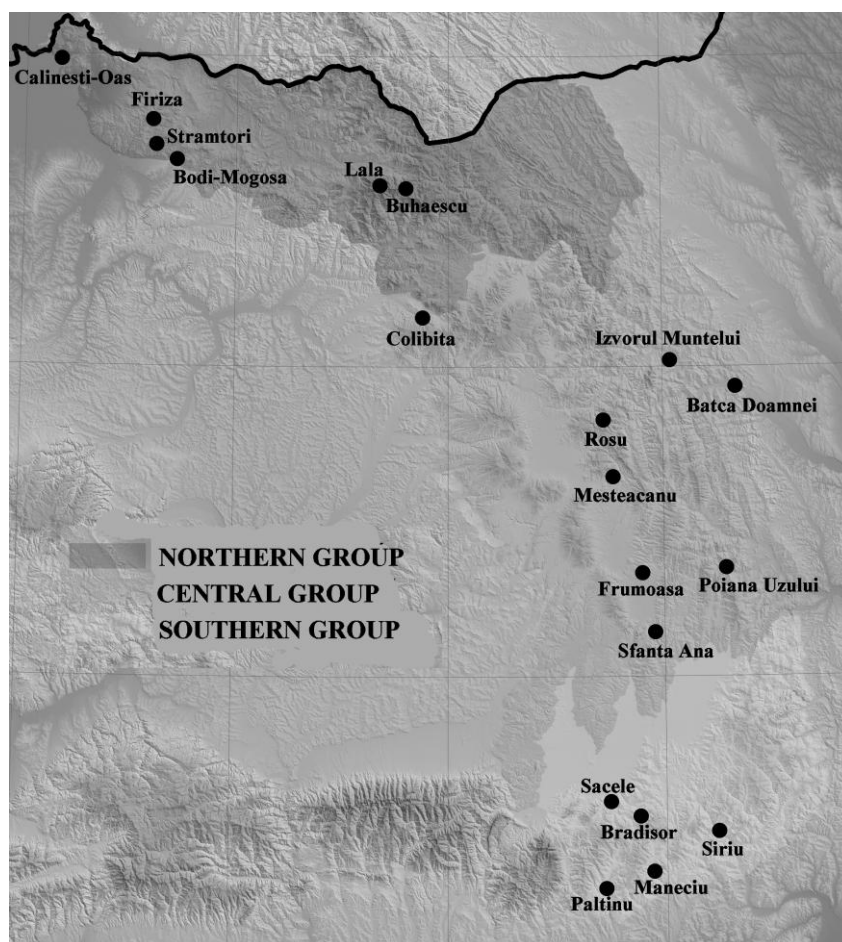 Calinesti-Oas
Firiza
Stramtori
Bodi-Mogosa
Lala
Buhaescu
Colibita
Izvorul Muntelui
Batca Doamnei
Rosu
Mesteacanu
NORTHERN GROUP
CENTRAL GROUP
SOUTHERN GROUP
Frumoasa
Poiana Uzului
Sfanta Ana
Sacele
Bradisor
Siriu
Maneciu
Paltinu